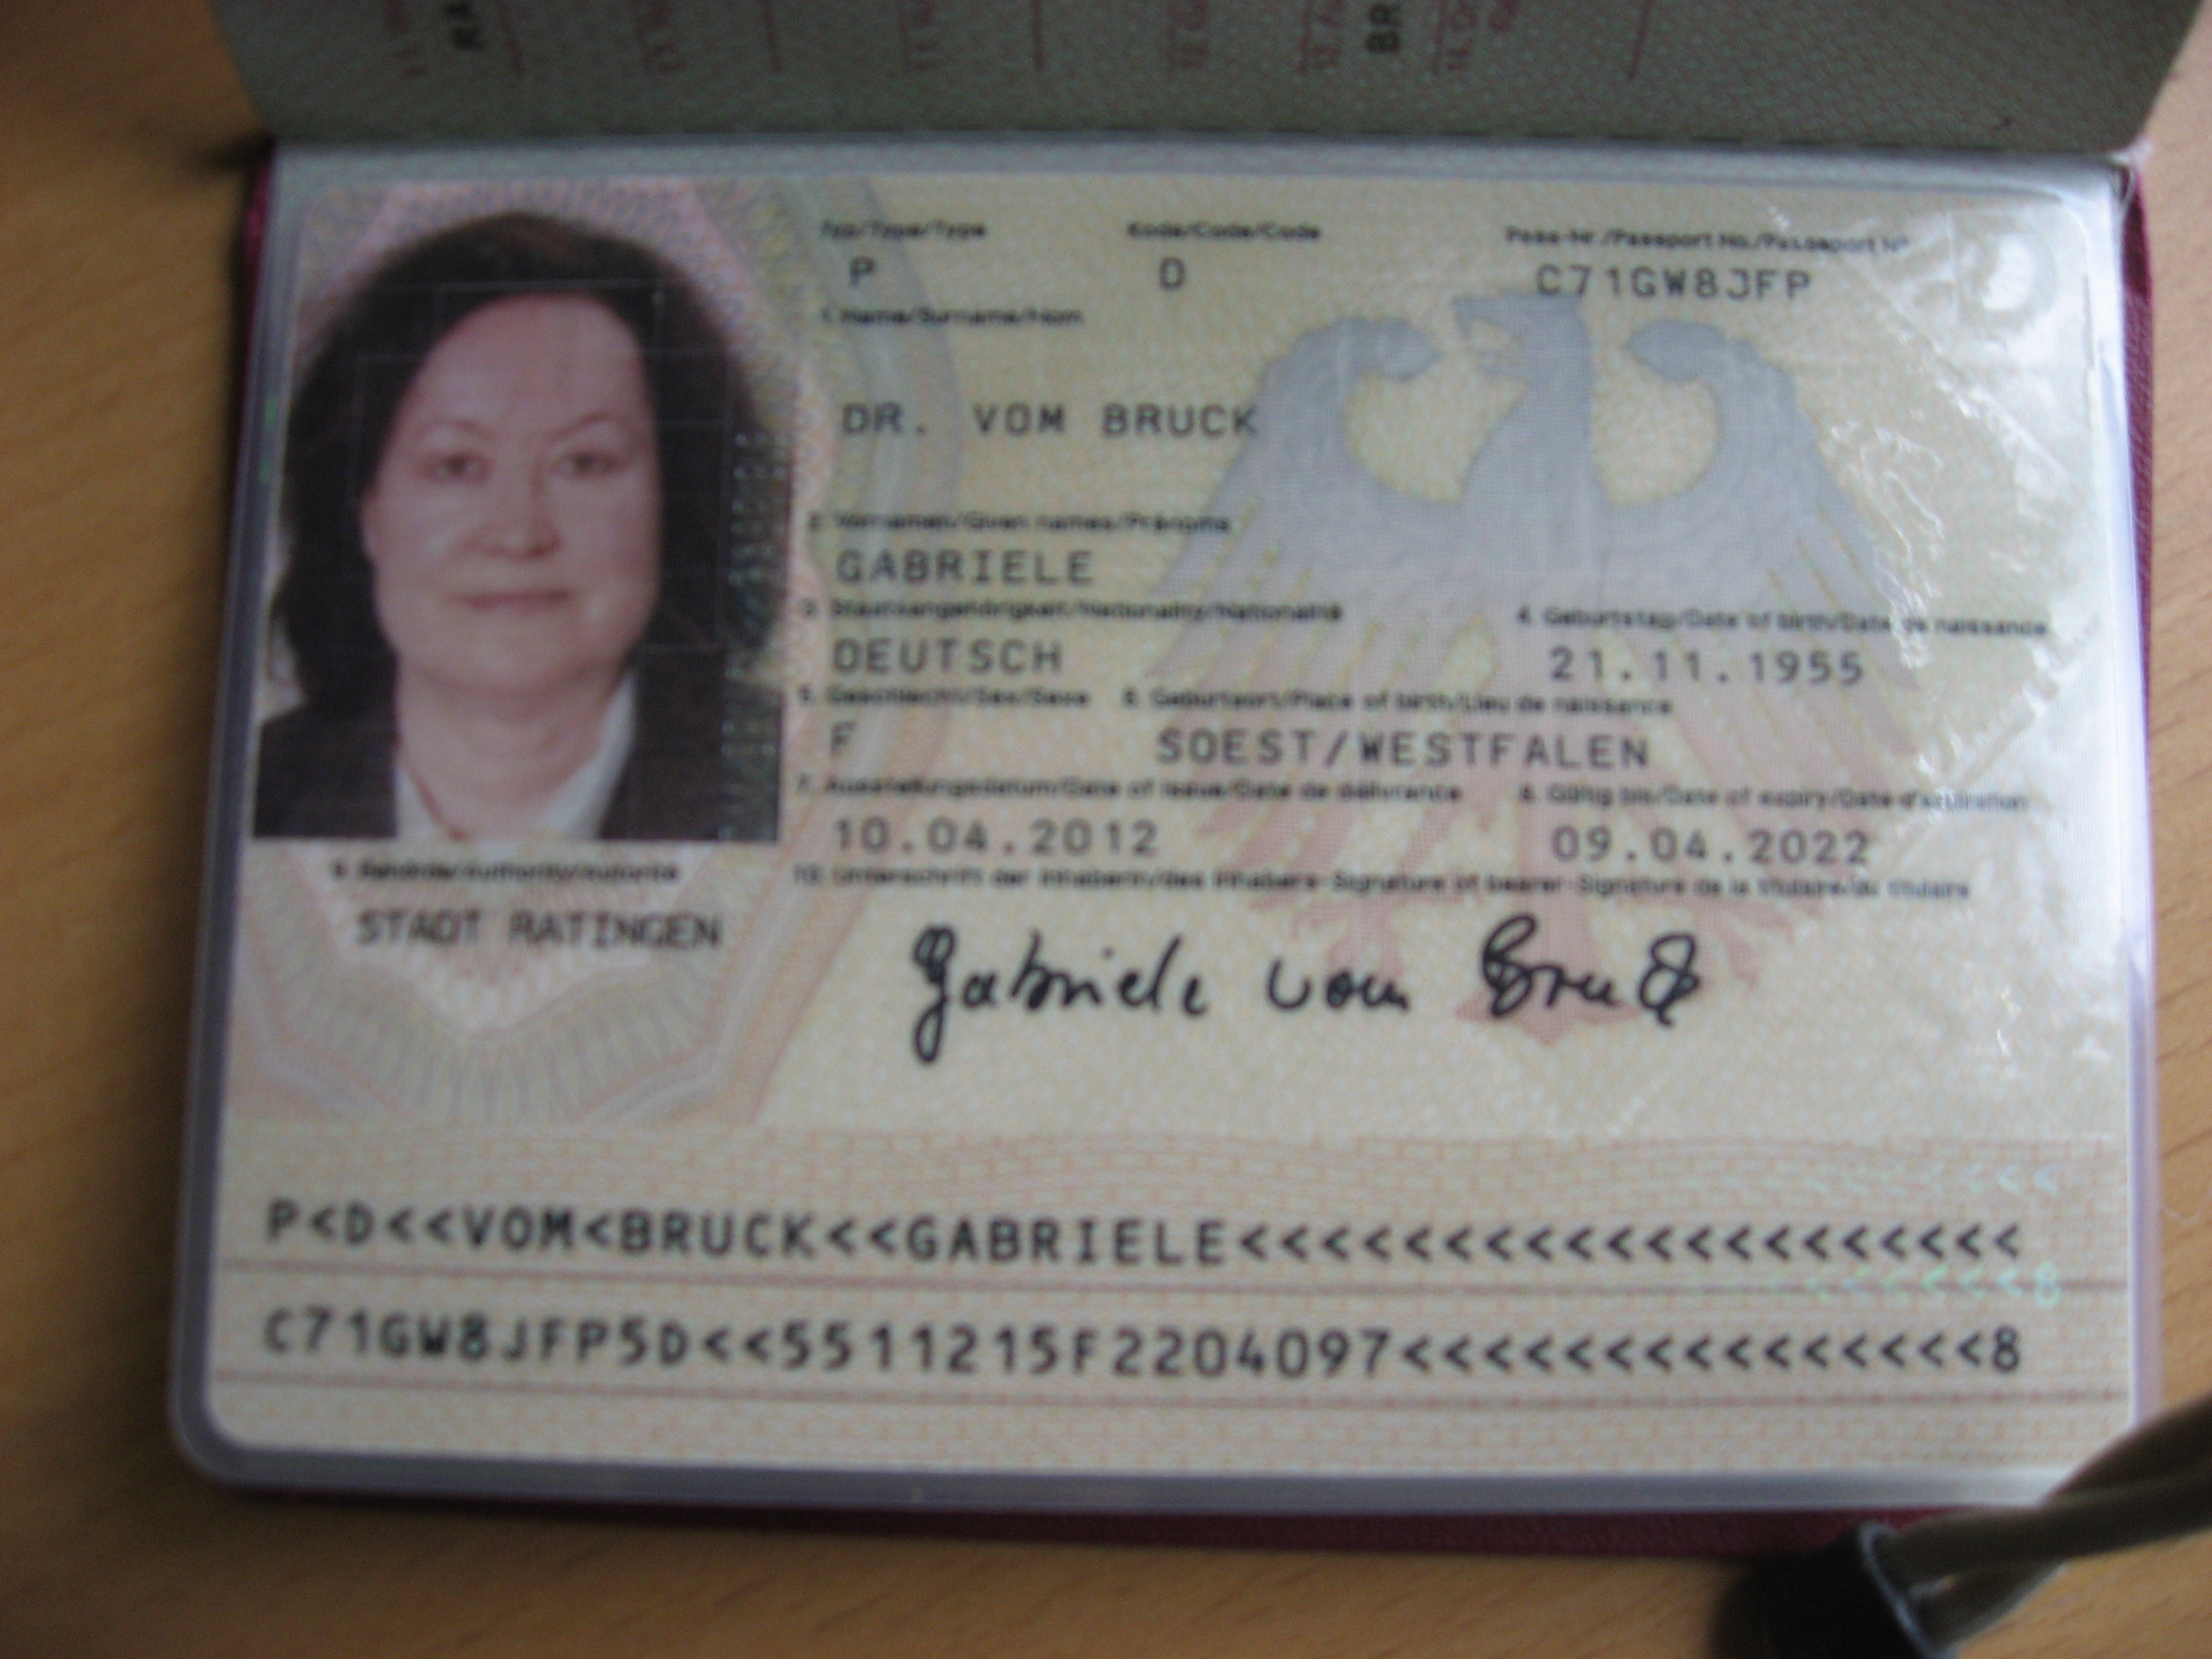 Typ/Type/Type Kode/Code/Code Pass-Nr./Passport No./Passeport Nº
P D C71GW8JFP
1. Name/Surname/Nom
DR. VOM BRUCK
2. Vornamen/Given names/Prénoms
GABRIELE
3. Staatsangehörigkeit/Nationality/Nationalité 4. Geburtstag/Date of birth/Date de naissance
DEUTSCH 21.11.1955
5. Geschlecht/Sex/Sexe 6. Geburtsort/Place of birth/Lieu de naissance
F SOEST/WESTFALEN
7. Ausstellungsdatum/Date of issue/Date de délivrance 8. Gültig bis/Date of expiry/Date d'expiration
10.04.2012 09.04.2022
9. Behörde/Authority/Autorité 10. Unterschrift der Inhaberin/des Inhabers-Signature of bearer-Signature de la titulaire/du titulaire
STADT RATINGEN
Gabriele vom Bruck
P<D<<VOM<BRUCK<<GABRIELE<<<<<<<<<<<<<<<<<<<<
C71GW8JFP5D<<5511215F2204097<<<<<<<<<<<<<<<8